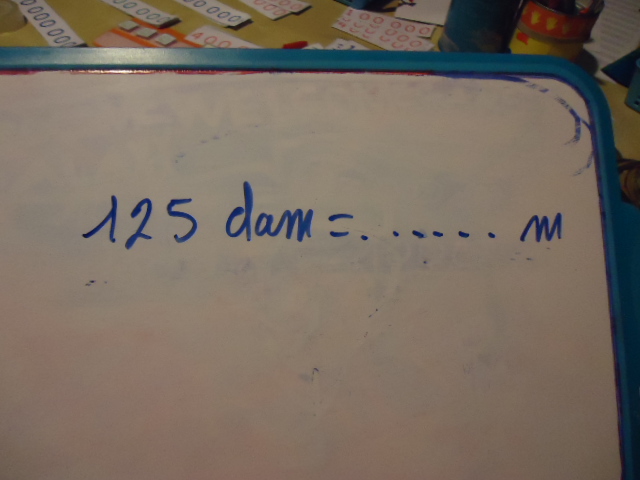 125 dam = ...... m